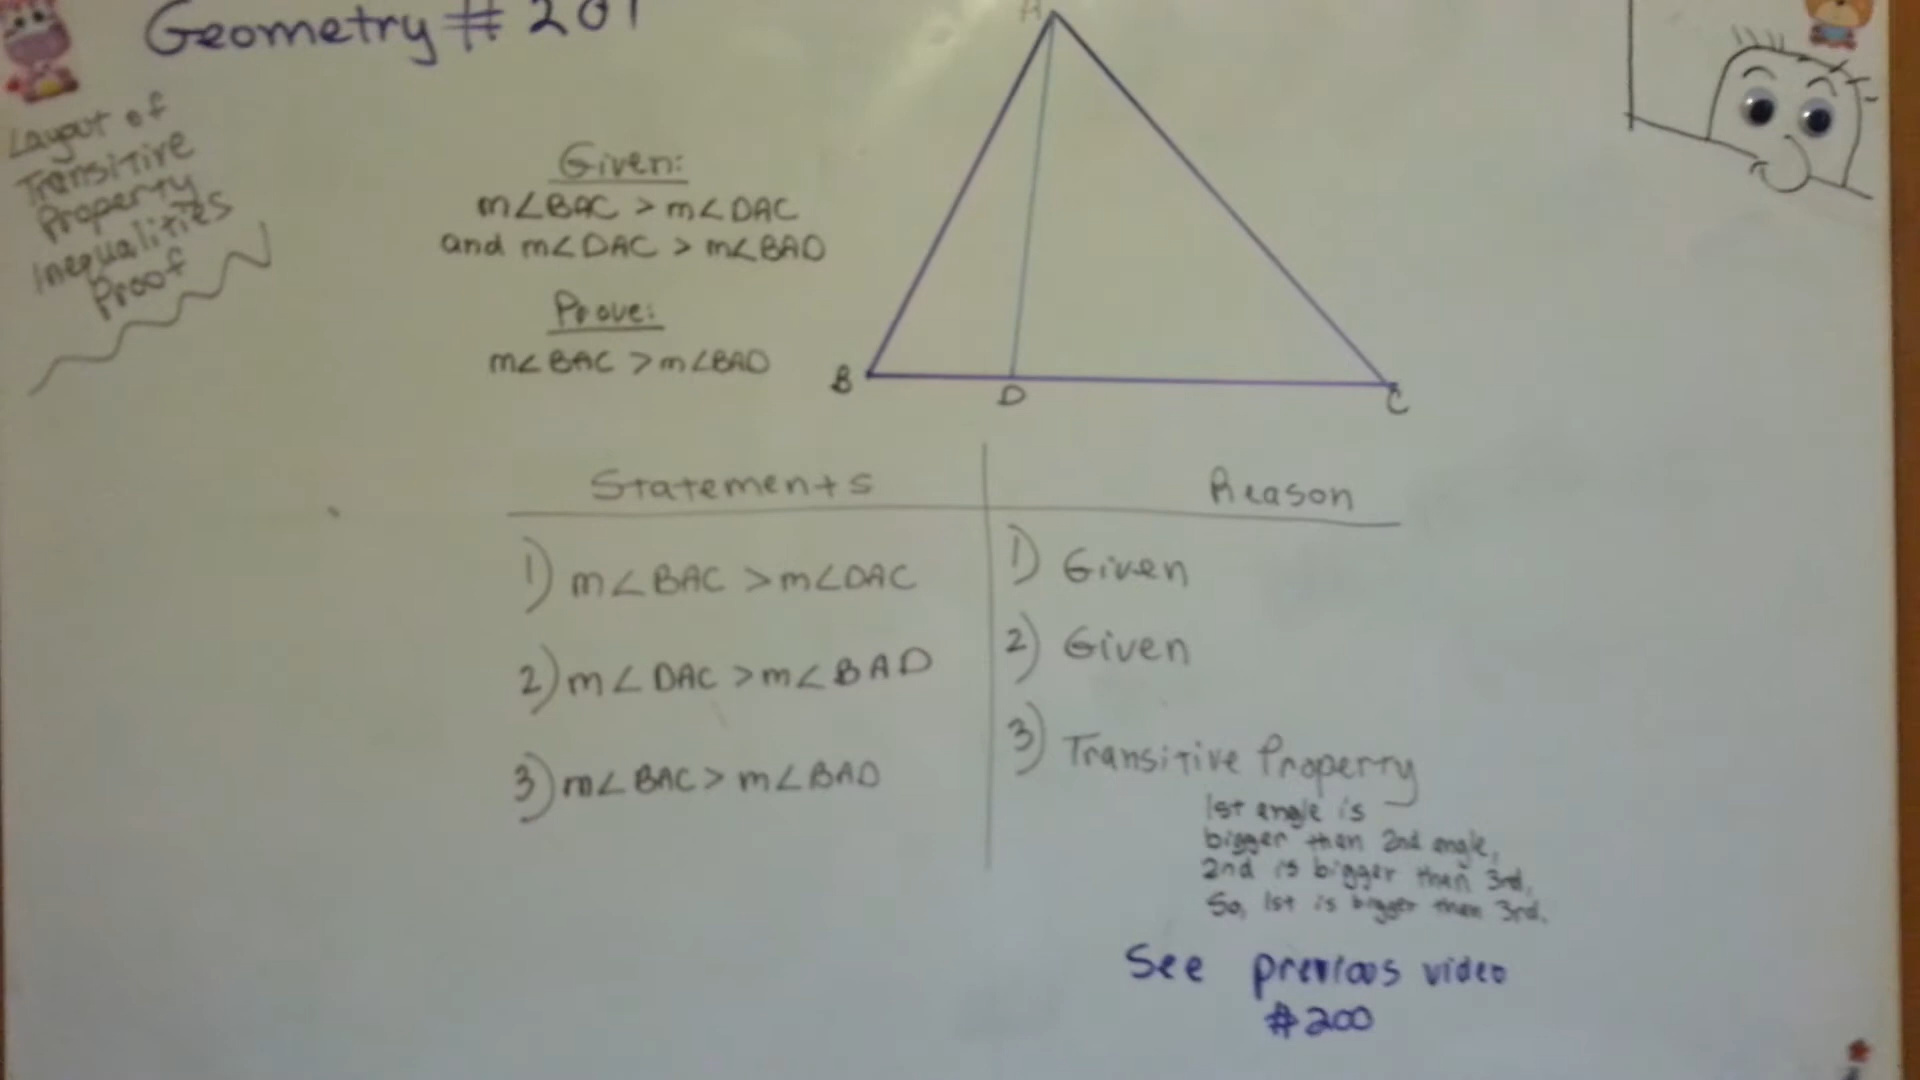 Geometry # 201
Layout of
Transitive
Property
Inequalities
Proof
Given:
m∠BAC > m∠DAC
and m∠DAC > m∠BAD
Prove:
m∠BAC > m∠BAD
A
B
D
C
Statements
Reason
1) m∠BAC > m∠DAC
1) Given
2) m∠DAC > m∠BAD
2) Given
3) m∠BAC > m∠BAD
3) Transitive Property
1st angle is
bigger than 2nd angle,
2nd is bigger than 3rd,
So, 1st is bigger than 3rd.
See previous video
#200